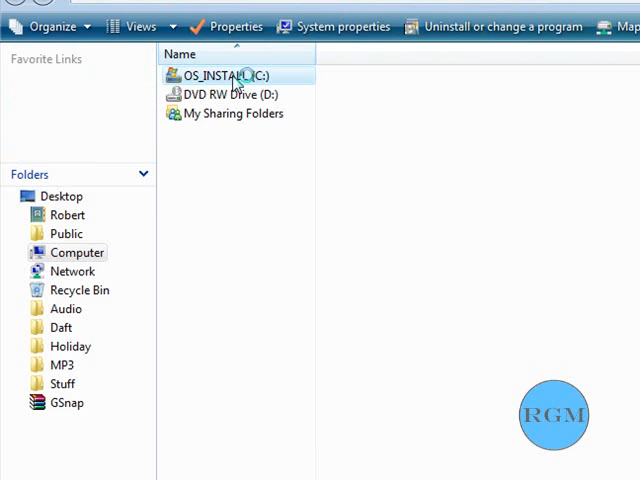 Organize Views Properties System properties Uninstall or change a program Map
Favorite Links
Name
OS_INSTALL (C:)
DVD RW Drive (D:)
My Sharing Folders
Folders
Desktop
Robert
Public
Computer
Network
Recycle Bin
Audio
Daft
Holiday
MP3
Stuff
GSnap
RGM